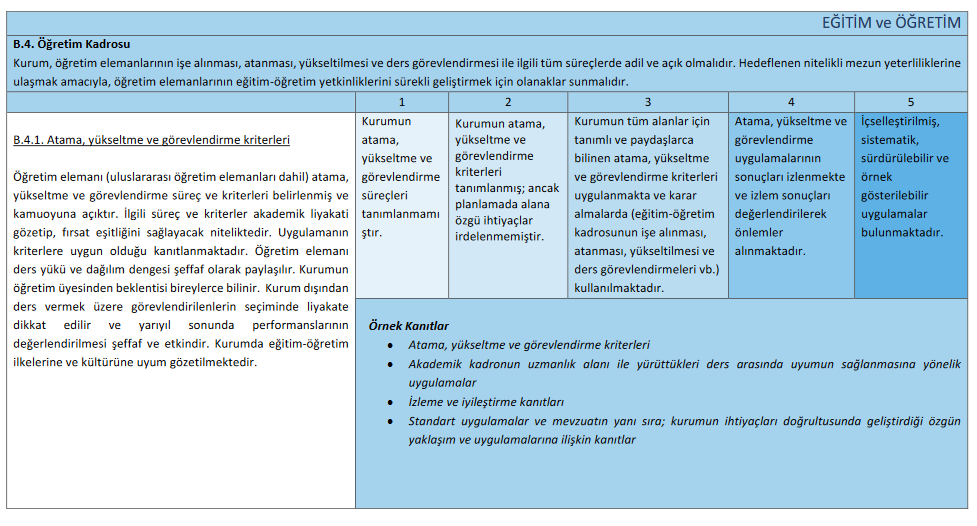 EĞİTİM ve ÖĞRETİM
B.4. Öğretim Kadrosu
Kurum, öğretim elemanlarının işe alınması, atanması, yükseltilmesi ve ders görevlendirmesi ile ilgili tüm süreçlerde adil ve açık olmalıdır. Hedeflenen nitelikli mezun yeterliliklerine
ulaşmak amacıyla, öğretim elemanlarının eğitim-öğretim yetkinliklerini sürekli geliştirmek için olanaklar sunmalıdır.
1
2
3
4
5
B.4.1. Atama, yükseltme ve görevlendirme kriterleri
Öğretim elemanı (uluslararası öğretim elemanları dahil) atama,
yükseltme ve görevlendirme süreç ve kriterleri belirlenmiş ve
kamuoyuna açıktır. İlgili süreç ve kriterler akademik liyakati
gözetip, fırsat eşitliğini sağlayacak niteliktedir. Uygulamanın
kriterlere uygun olduğu kanıtlanmaktadır. Öğretim elemanı
ders yükü ve dağılım dengesi şeffaf olarak paylaşılır. Kurumun
öğretim üyesinden beklentisi bireylerce bilinir. Kurum dışından
ders vermek üzere görevlendirilenlerin seçiminde liyakate
dikkat edilir ve yarıyıl sonunda performanslarının
değerlendirilmesi şeffaf ve etkindir. Kurumda eğitim-öğretim
ilkelerine ve kültürüne uyum gözetilmektedir.
Kurumun
atama,
yükseltme ve
görevlendirme
süreçleri
tanımlanmamı
ştır.
Kurumun atama,
yükseltme ve
görevlendirme
kriterleri
tanımlanmış; ancak
planlamada alana
özgü ihtiyaçlar
irdelenmemiştir.
Kurumun tüm alanlar için
tanımlı ve paydaşlarca
bilinen atama, yükseltme
ve görevlendirme kriterleri
uygulanmakta ve karar
almalarda (eğitim-öğretim
kadrosunun işe alınması,
atanması, yükseltilmesi ve
ders görevlendirmeleri vb.)
kullanılmaktadır.
Atama, yükseltme ve
görevlendirme
uygulamalarının
sonuçları izlenmekte
ve izlem sonuçları
değerlendirilerek
önlemler
alınmaktadır.
İçselleştirilmiş,
sistematik,
sürdürülebilir ve
örnek
gösterilebilir
uygulamalar
bulunmaktadır.
Örnek Kanıtlar
• Atama, yükseltme ve görevlendirme kriterleri
• Akademik kadronun uzmanlık alanı ile yürüttükleri ders arasında uyumun sağlanmasına yönelik
uygulamalar
• İzleme ve iyileştirme kanıtları
• Standart uygulamalar ve mevzuatın yanı sıra; kurumun ihtiyaçları doğrultusunda geliştirdiği özgün
yaklaşım ve uygulamalarına ilişkin kanıtlar